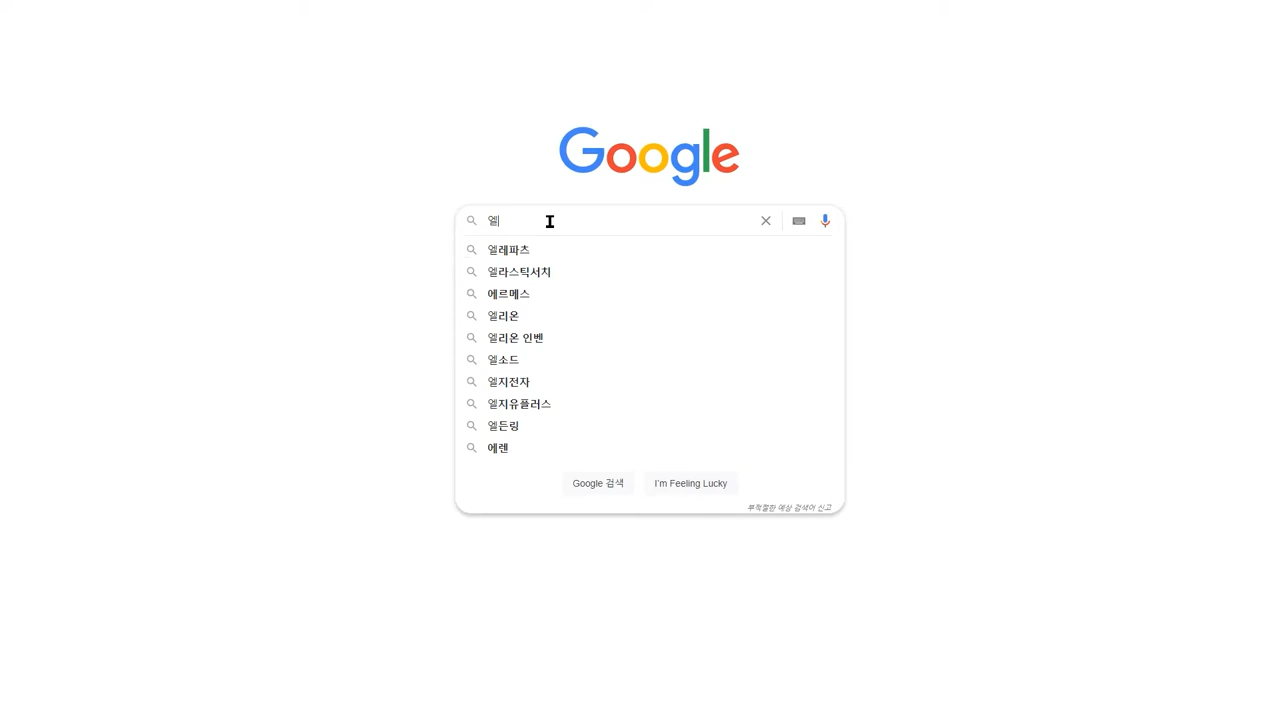 Google
엘
엘레파츠
엘라스틱서치
에르메스
엘리온
엘리온 인벤
엘소드
엘지전자
엘지유플러스
엘든링
에렌
Google 검색
I'm Feeling Lucky
부적절한 예상 검색어 신고